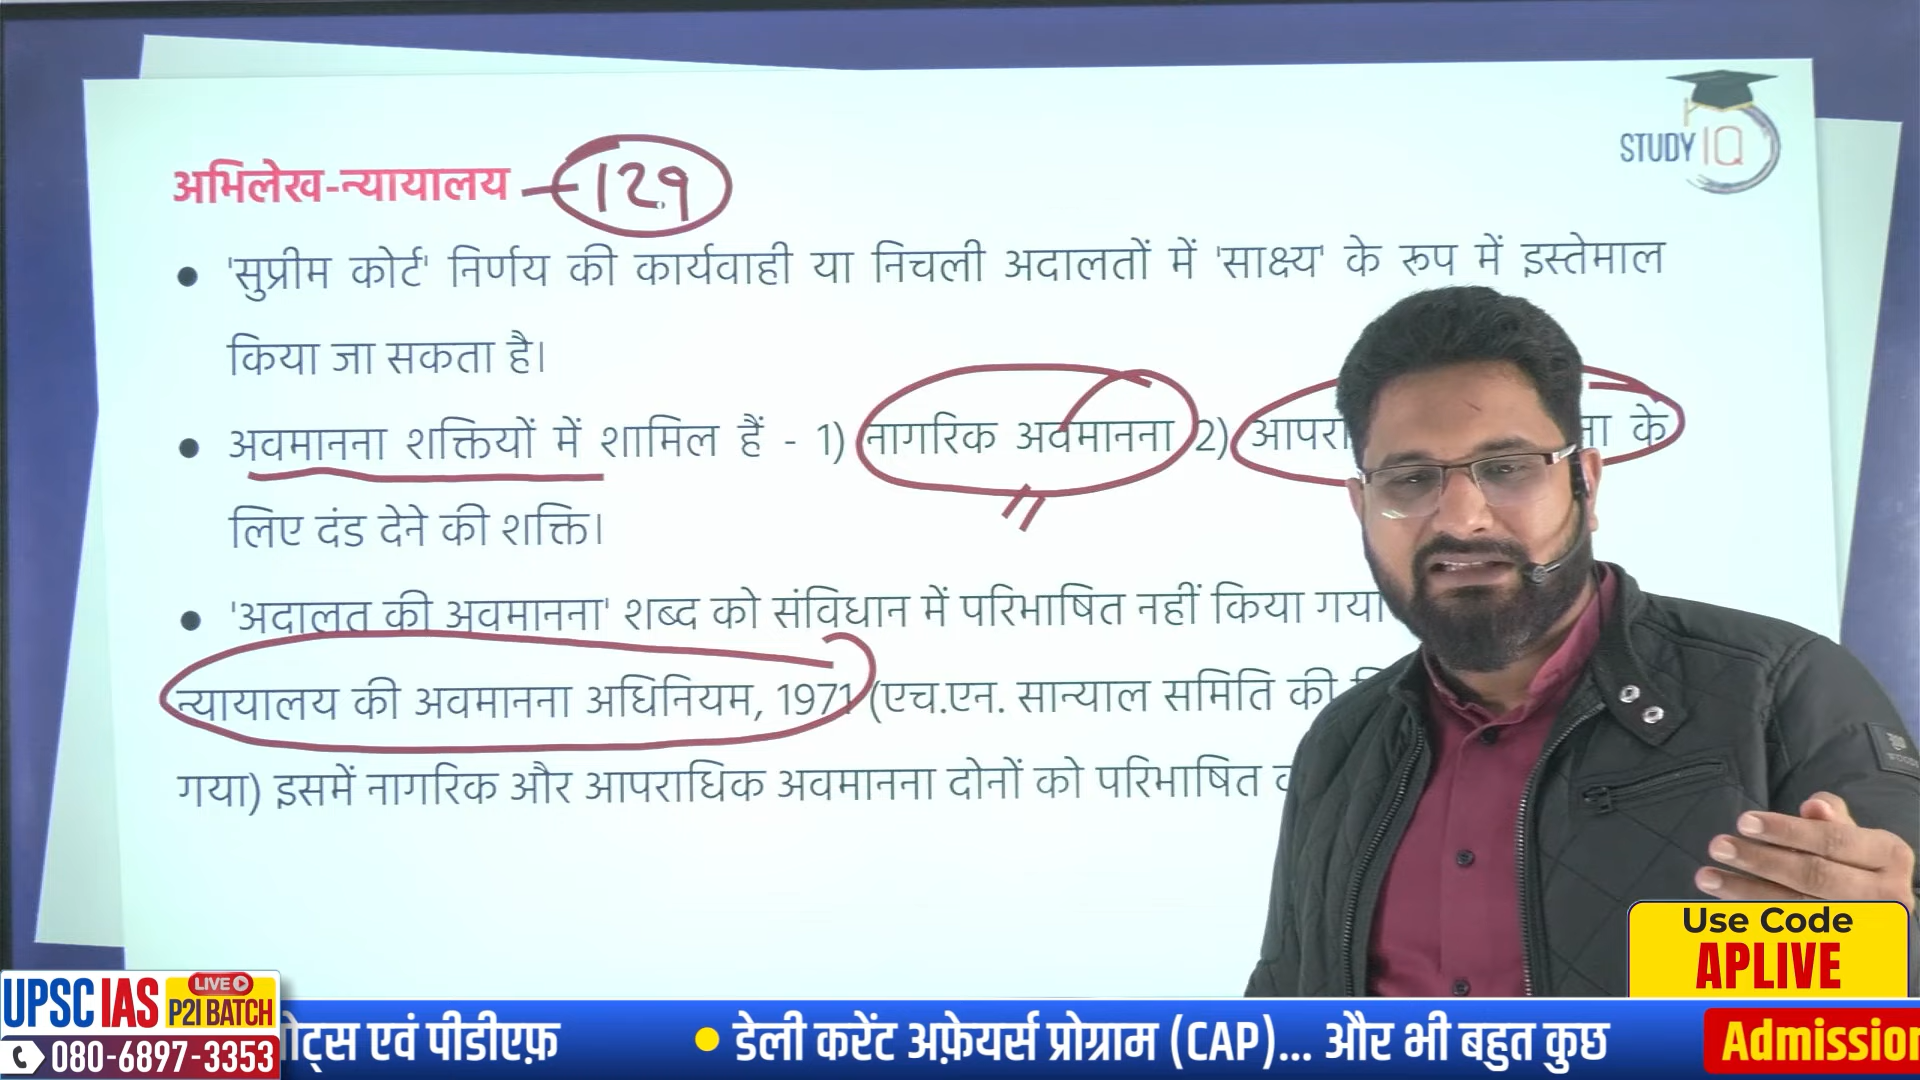 STUDY IQ
अभिलेख-न्यायालय - 129
• 'सुप्रीम कोर्ट' निर्णय की कार्यवाही या निचली अदालतों में 'साक्ष्य' के रूप में इस्तेमाल
किया जा सकता है।
• अवमानना शक्तियों में शामिल हैं - 1) नागरिक अवमानना 2) के
लिए दंड देने की शक्ति।
• 'अदालत की अवमानना' शब्द को संविधान में परिभाषित नहीं किया गया
न्यायालय की अवमानना अधिनियम, 1971 (एच.एन. सान्याल समिति की
गया) इसमें नागरिक और आपराधिक अवमानना दोनों को परिभाषित
Use Code
APLIVE
UPSC IAS LIVE P2I BATCH
080-6897-3353
एवं पीडीएफ़ • डेली करेंट अफ़ेयर्स प्रोग्राम (CAP)... और भी बहुत कुछ